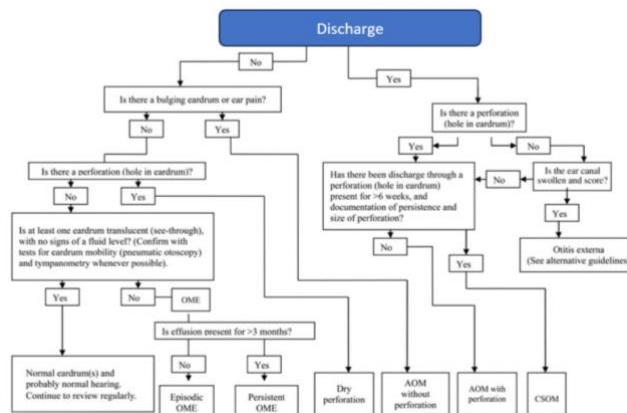 Discharge
No
Yes
Is there a bulging eardrum or ear pain?
Is there a perforation
(hole in eardrum)?
No
Yes
Yes
No
Is there a perforation (hole in eardrum)?
Has there been discharge through a
perforation (hole in eardrum)
present for >6 weeks, and
documentation of persistence and
size of perforation?
No
Is the ear canal
swollen and score?
No
Yes
Yes
Is at least one eardrum translucent (see-through),
with no signs of a fluid level? (Confirm with
tests for eardrum mobility (pneumatic otoscopy)
and tympanometry whenever possible).
No
Yes
Otitis externa
(See alternative guidelines)
Yes
No
OME
Is effusion present for >3 months?
No
Yes
Normal eardrum(s) and
probably normal hearing.
Continue to review regularly.
Episodic
OME
Persistent
OME
Dry
perforation
AOM
without
perforation
AOM with
perforation
CSOM